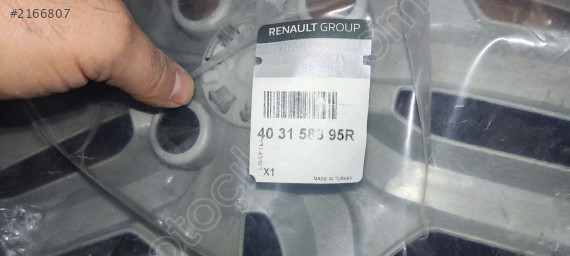 #2166807
RENAULT GROUP
40 31 583 95R
X1
MADE IN TURKEY